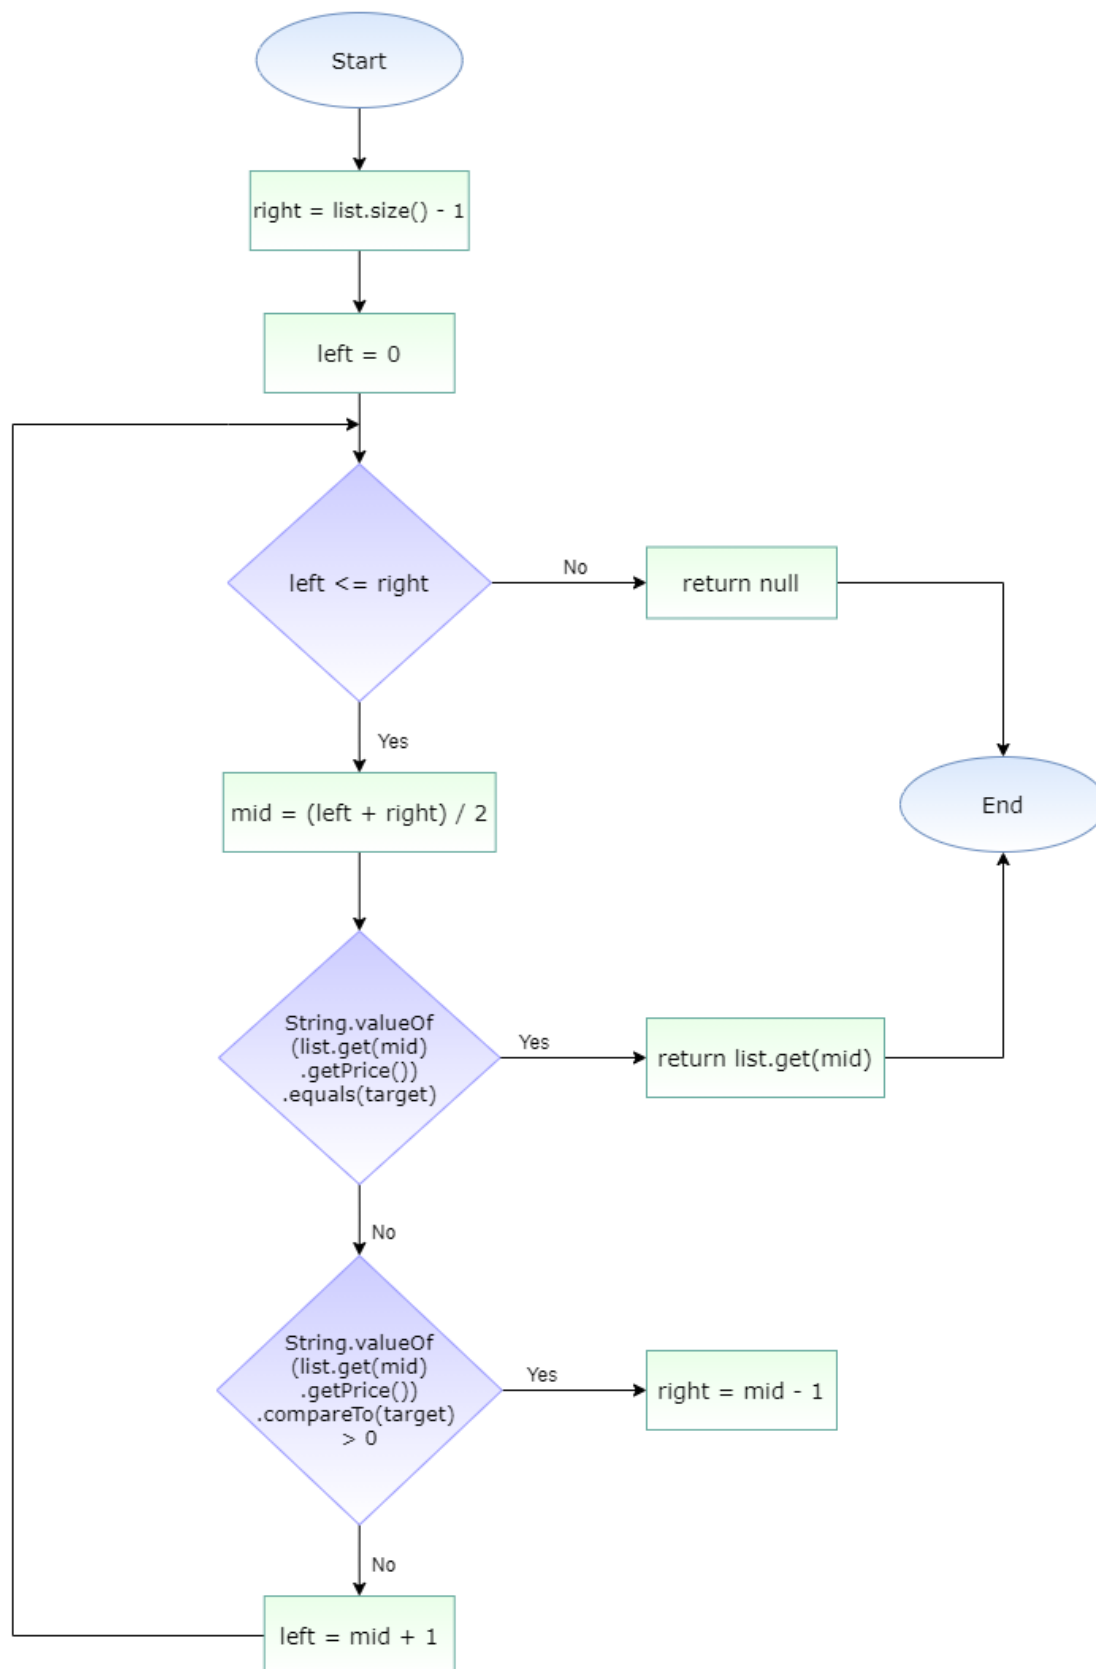 Start
right = list.size() - 1
left = 0
left <= right
No
return null
Yes
mid = (left + right) / 2
End
String.valueOf
(list.get(mid)
.getPrice())
.equals(target)
Yes
return list.get(mid)
No
String.valueOf
(list.get(mid)
.getPrice())
.compareTo(target)
> 0
Yes
right = mid - 1
No
left = mid + 1